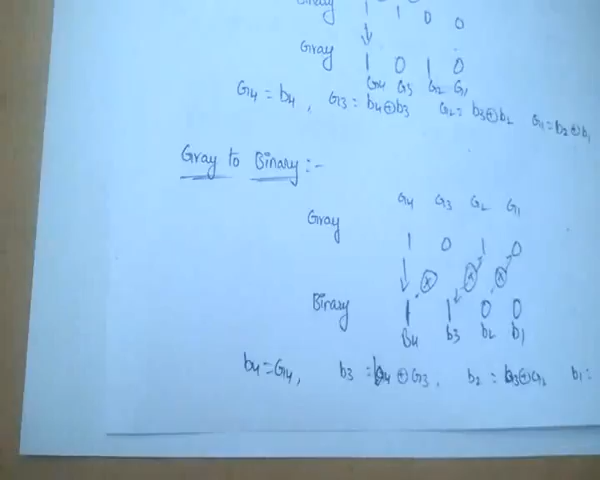 Binary 1 1 0 0
Gray 1 0 1 0
G4 G3 G2 G1
G4 = b4, G3 = b4⊕b3 G2 = b3⊕b2 G1 = b2⊕b1
Gray to Binary :-
G4 G3 G2 G1
Gray 1 0 1 0
Binary 1 1 0 0
B4 b3 b2 b1
b4 = G4, b3 = b4 ⊕ G3, b2 = b3⊕G2 b1 =